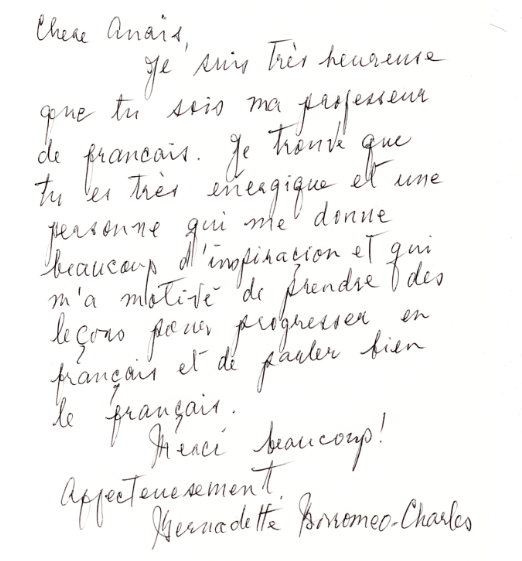 Chere Anaïs,
Je suis très heureuse
que tu sois ma professeur
de francais. Je trouve que
tu es très énergique et une
personne qui me donne
beaucoup d'inspiracion et qui
m'a motivé de prendre des
leçons pour progresser en
français et de parler bien
le français.
Merci beaucoup!
Affectueusement,
Bernadette Borromeo-Charles